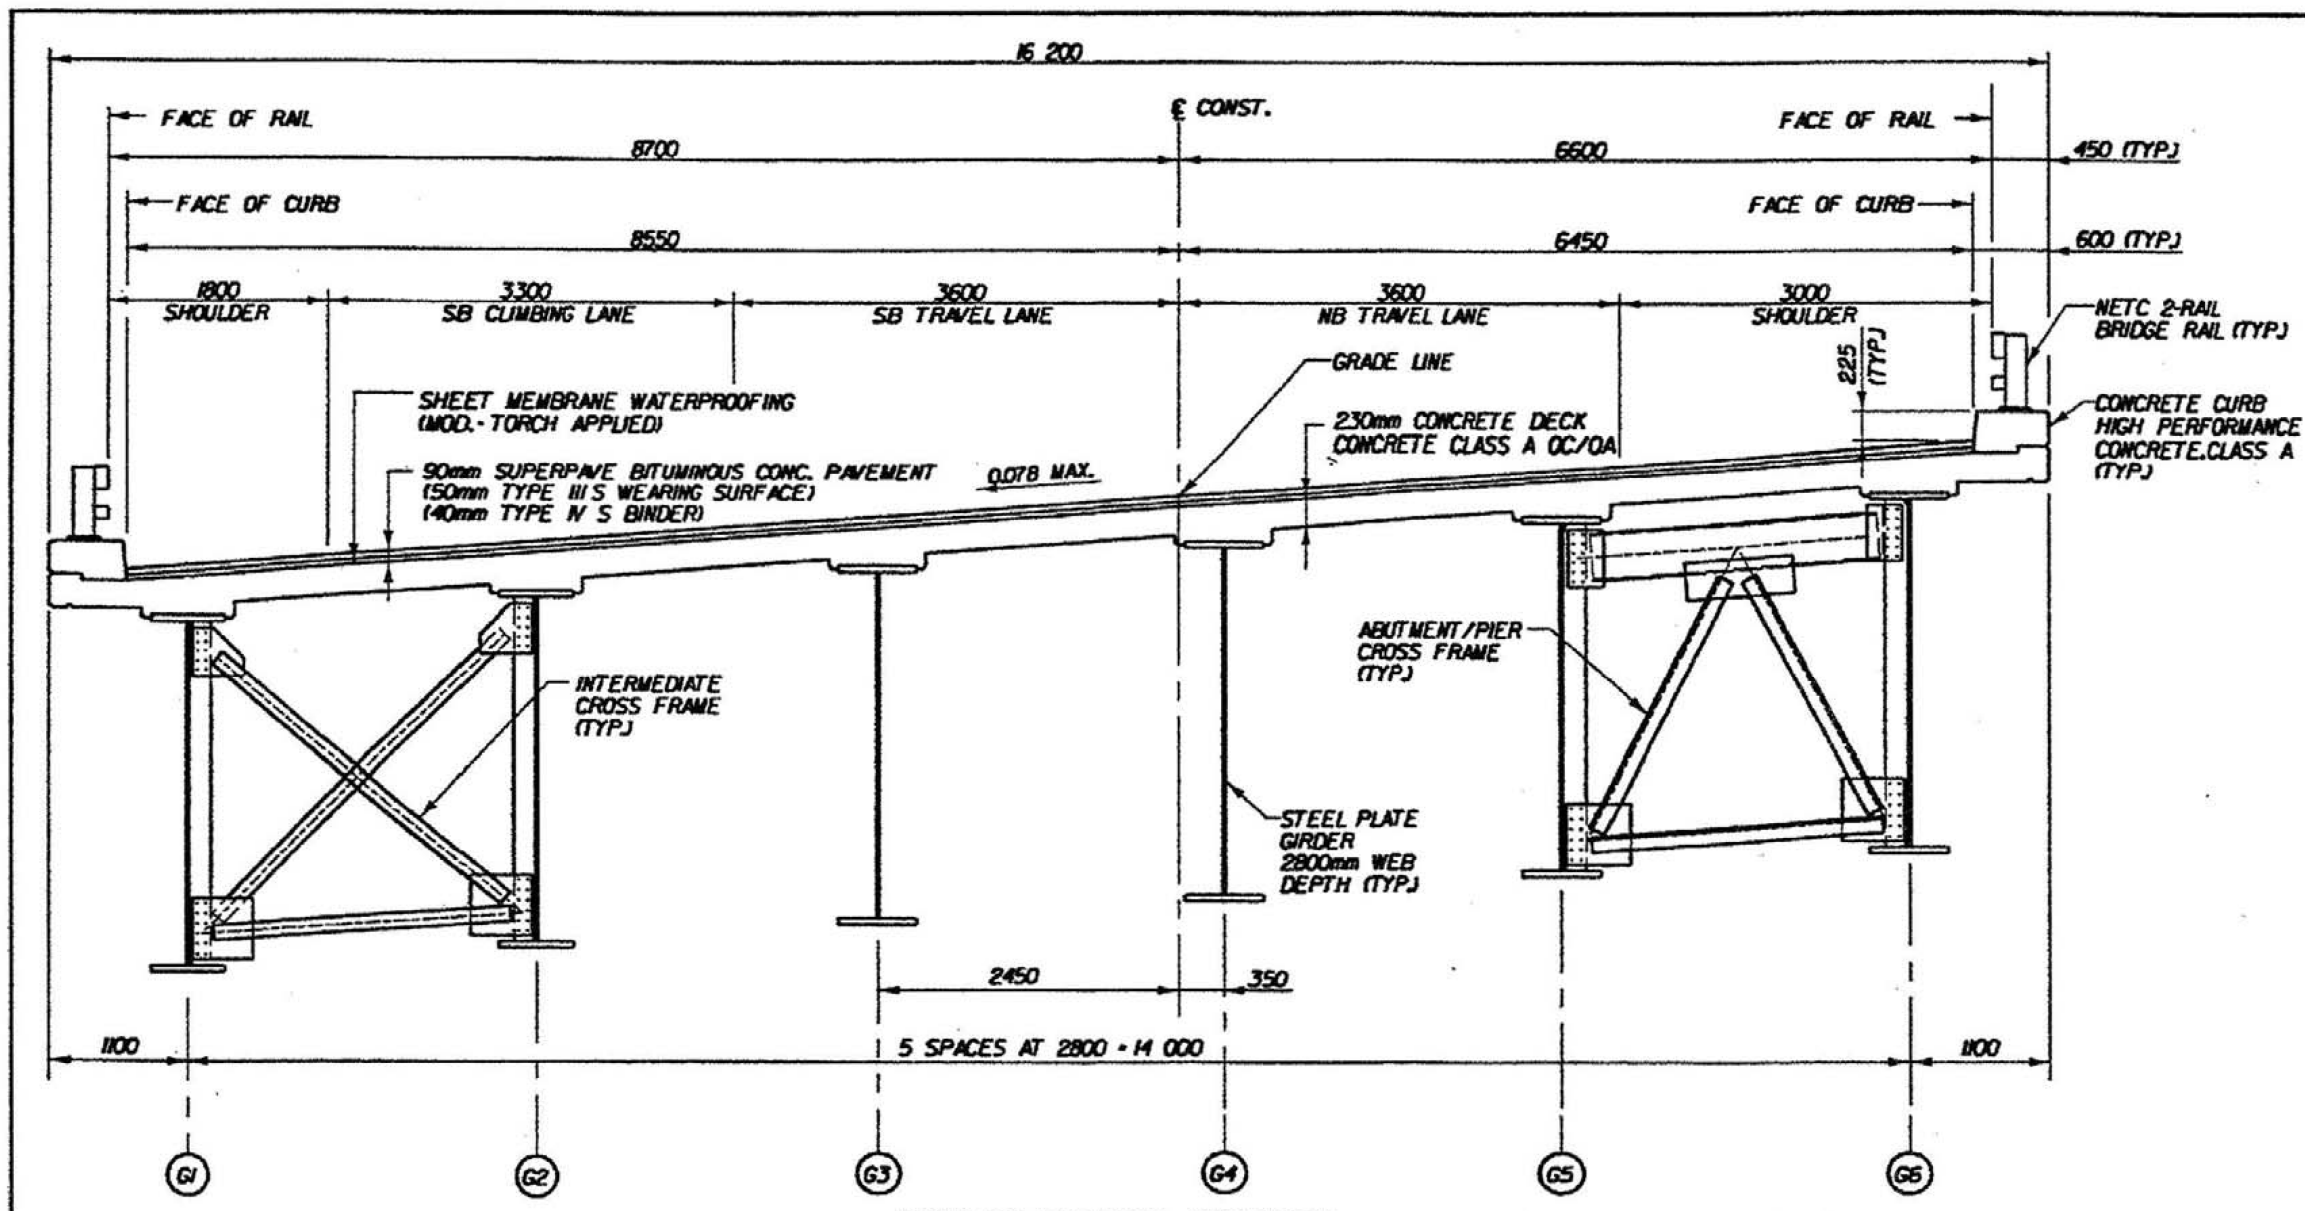 16 200
FACE OF RAIL
℄ CONST.
FACE OF RAIL
8700
6600
450 (TYP.)
FACE OF CURB
FACE OF CURB
8550
6450
600 (TYP.)
1800
SHOULDER
3300
SB CLIMBING LANE
3600
SB TRAVEL LANE
3600
NB TRAVEL LANE
3000
SHOULDER
NETC 2-RAIL
BRIDGE RAIL (TYP.)
225
(TYP.)
GRADE LINE
SHEET MEMBRANE WATERPROOFING
(MOD.- TORCH APPLIED)
230mm CONCRETE DECK
CONCRETE CLASS A QC/QA
CONCRETE CURB
HIGH PERFORMANCE
CONCRETE, CLASS A
(TYP.)
90mm SUPERPAVE BITUMINOUS CONC. PAVEMENT
(50mm TYPE III S WEARING SURFACE)
(40mm TYPE IV S BINDER)
0.078 MAX.
INTERMEDIATE
CROSS FRAME
(TYP.)
ABUTMENT/PIER
CROSS FRAME
(TYP.)
STEEL PLATE
GIRDER
2800mm WEB
DEPTH (TYP.)
2450
350
1100
5 SPACES AT 2800 = 14 000
1100
G1
G2
G3
G4
G5
G6